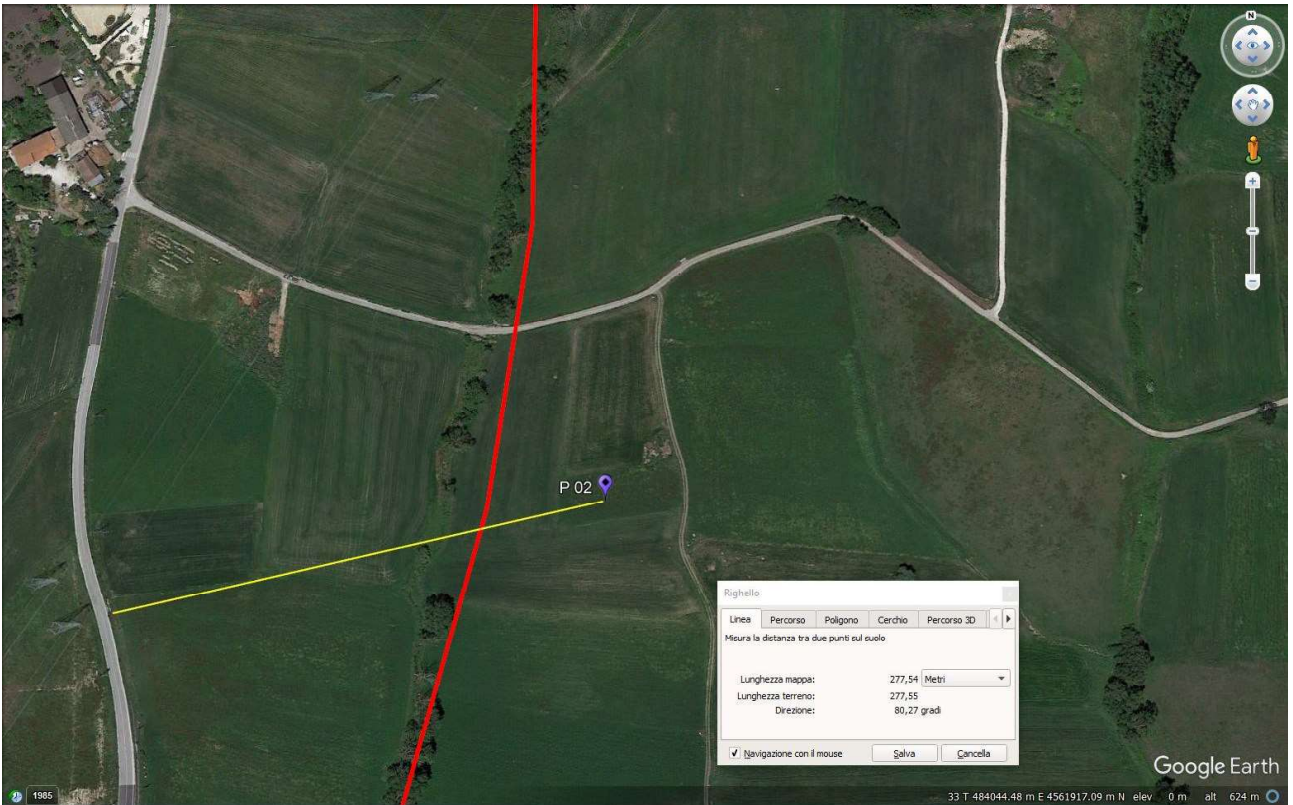 N
P 02
Righello
Linea Percorso Poligono Cerchio Percorso 3D
Misura la distanza tra due punti sul suolo
Lunghezza mappa: 277,54 Metri
Lunghezza terreno: 277,55
Direzione: 80,27 gradi
Navigazione con il mouse Salva Cancella
Google Earth
1985 33 T 484044.48 m E 4561917.09 m N elev 0 m alt 624 m